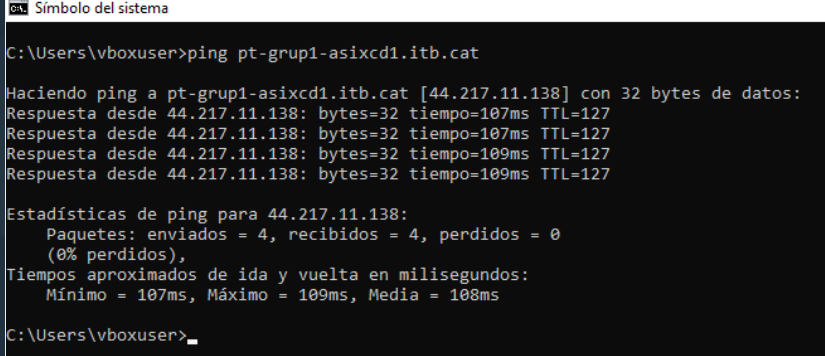 Símbolo del sistema
C:\Users\vboxuser>ping pt-grup1-asixcd1.itb.cat
Haciendo ping a pt-grup1-asixcd1.itb.cat [44.217.11.138] con 32 bytes de datos:
Respuesta desde 44.217.11.138: bytes=32 tiempo=107ms TTL=127
Respuesta desde 44.217.11.138: bytes=32 tiempo=107ms TTL=127
Respuesta desde 44.217.11.138: bytes=32 tiempo=109ms TTL=127
Respuesta desde 44.217.11.138: bytes=32 tiempo=109ms TTL=127
Estadísticas de ping para 44.217.11.138:
    Paquetes: enviados = 4, recibidos = 4, perdidos = 0
    (0% perdidos),
Tiempos aproximados de ida y vuelta en milisegundos:
    Mínimo = 107ms, Máximo = 109ms, Media = 108ms
C:\Users\vboxuser>